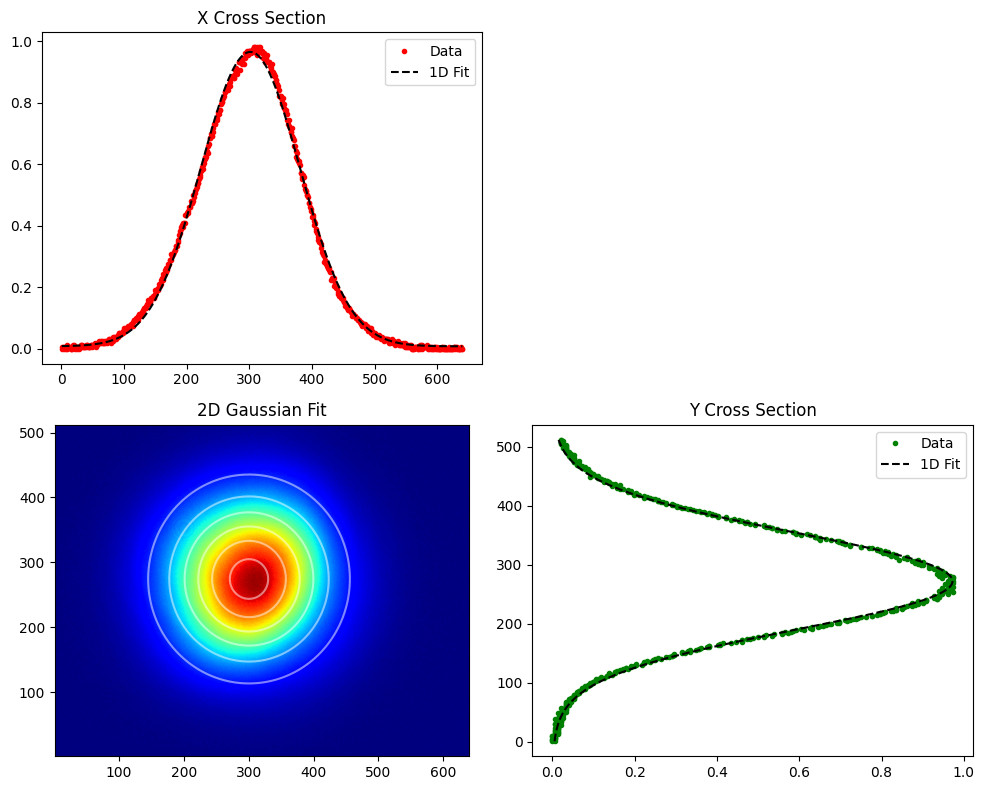 X Cross Section
1.0
0.8
0.6
0.4
0.2
0.0
Data
1D Fit
0 100 200 300 400 500 600
2D Gaussian Fit
500
400
300
200
100
100 200 300 400 500 600
Y Cross Section
500
400
300
200
100
0
Data
1D Fit
0.0 0.2 0.4 0.6 0.8 1.0